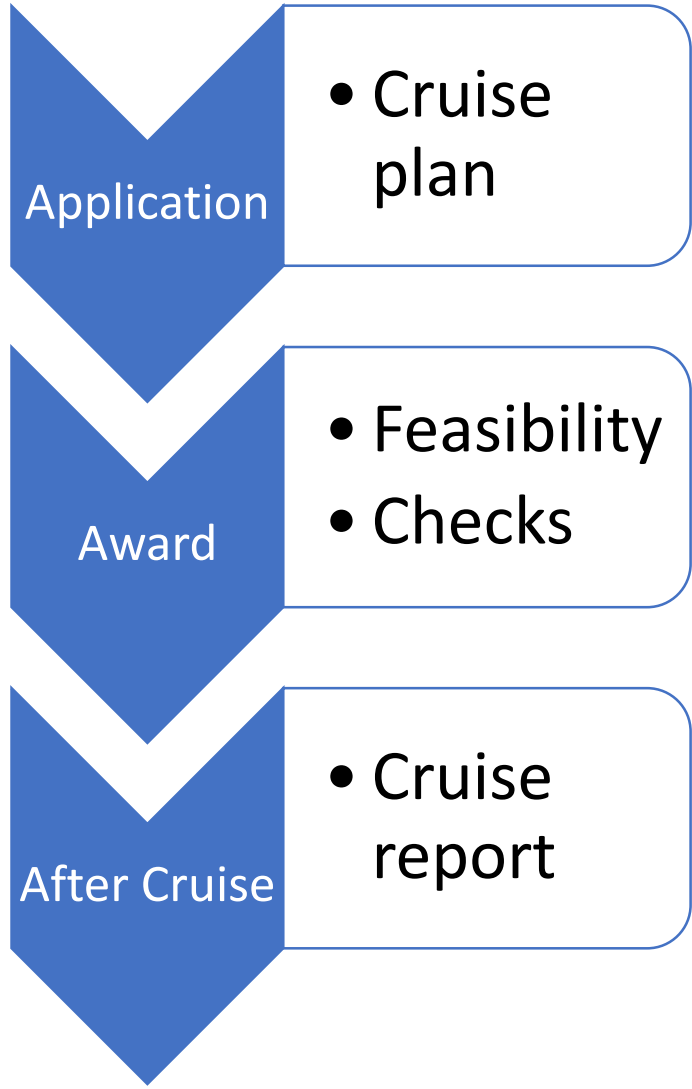 Application
• Cruise
plan
Award
• Feasibility
• Checks
After Cruise
• Cruise
report